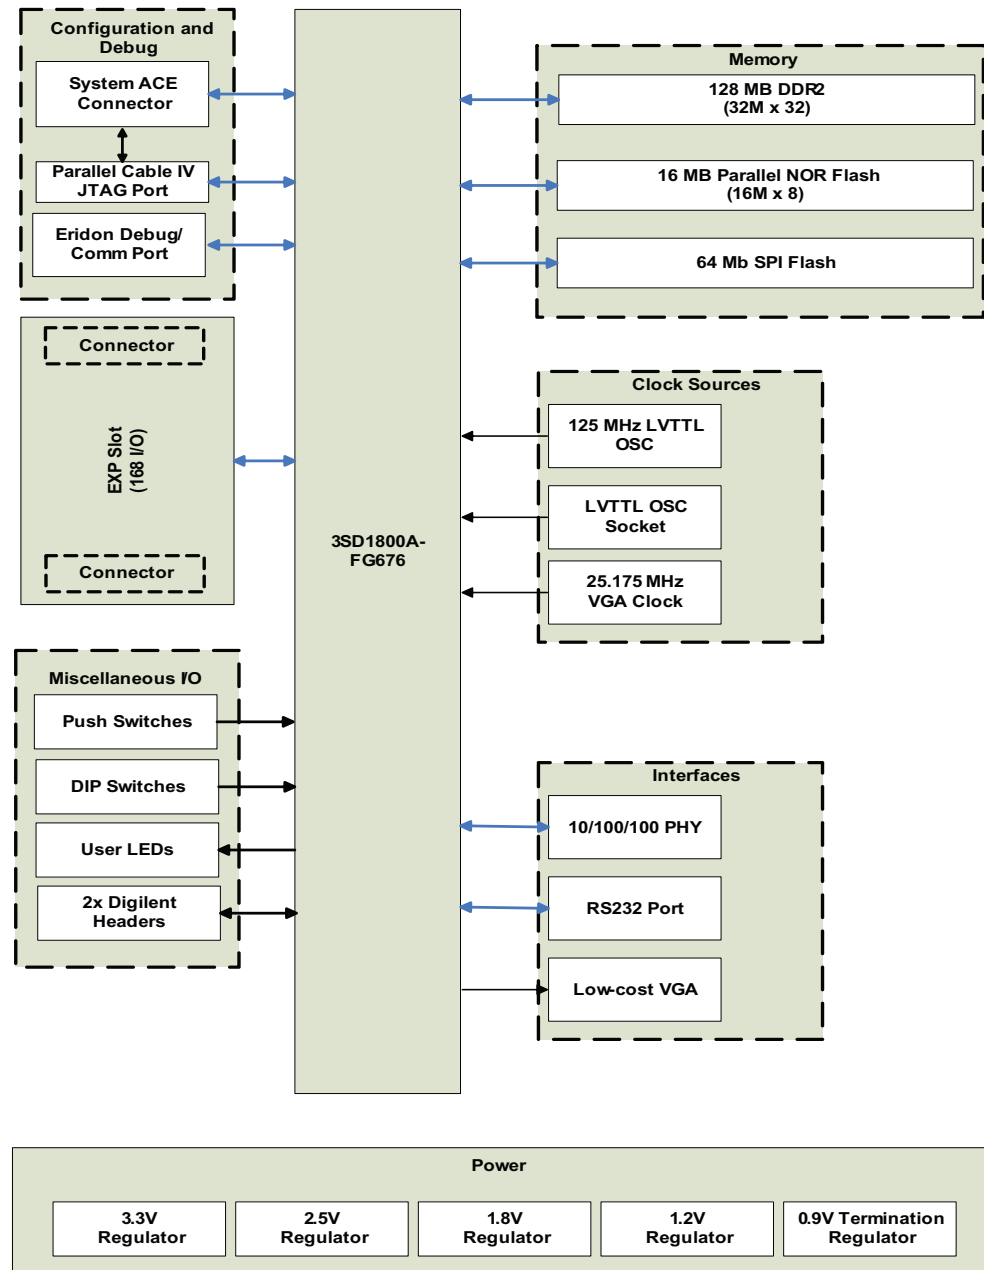 Configuration and
Debug
System ACE
Connector
Parallel Cable IV
JTAG Port
Eridon Debug/
Comm Port
Connector
EXP Slot
(168 I/O)
Connector
Miscellaneous I/O
Push Switches
DIP Switches
User LEDs
2x Digilent
Headers
3SD1800A-
FG676
Memory
128 MB DDR2
(32M x 32)
16 MB Parallel NOR Flash
(16M x 8)
64 Mb SPI Flash
Clock Sources
125 MHz LVTTL
OSC
LVTTL OSC
Socket
25.175 MHz
VGA Clock
Interfaces
10/100/100 PHY
RS232 Port
Low-cost VGA
Power
3.3V
Regulator
2.5V
Regulator
1.8V
Regulator
1.2V
Regulator
0.9V Termination
Regulator